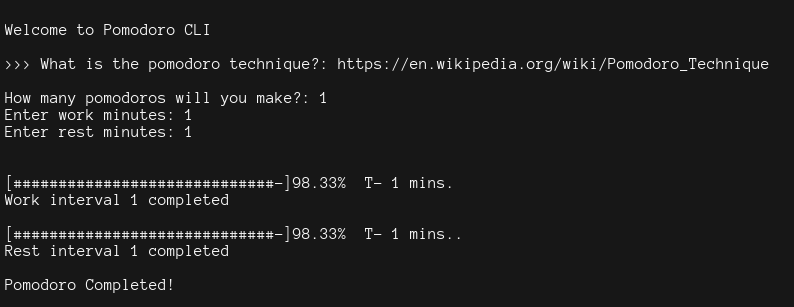 Welcome to Pomodoro CLI
>>> What is the pomodoro technique?: https://en.wikipedia.org/wiki/Pomodoro_Technique
How many pomodoros will you make?: 1
Enter work minutes: 1
Enter rest minutes: 1
[#############################-]98.33%  T- 1 mins.
Work interval 1 completed
[#############################-]98.33%  T- 1 mins..
Rest interval 1 completed
Pomodoro Completed!